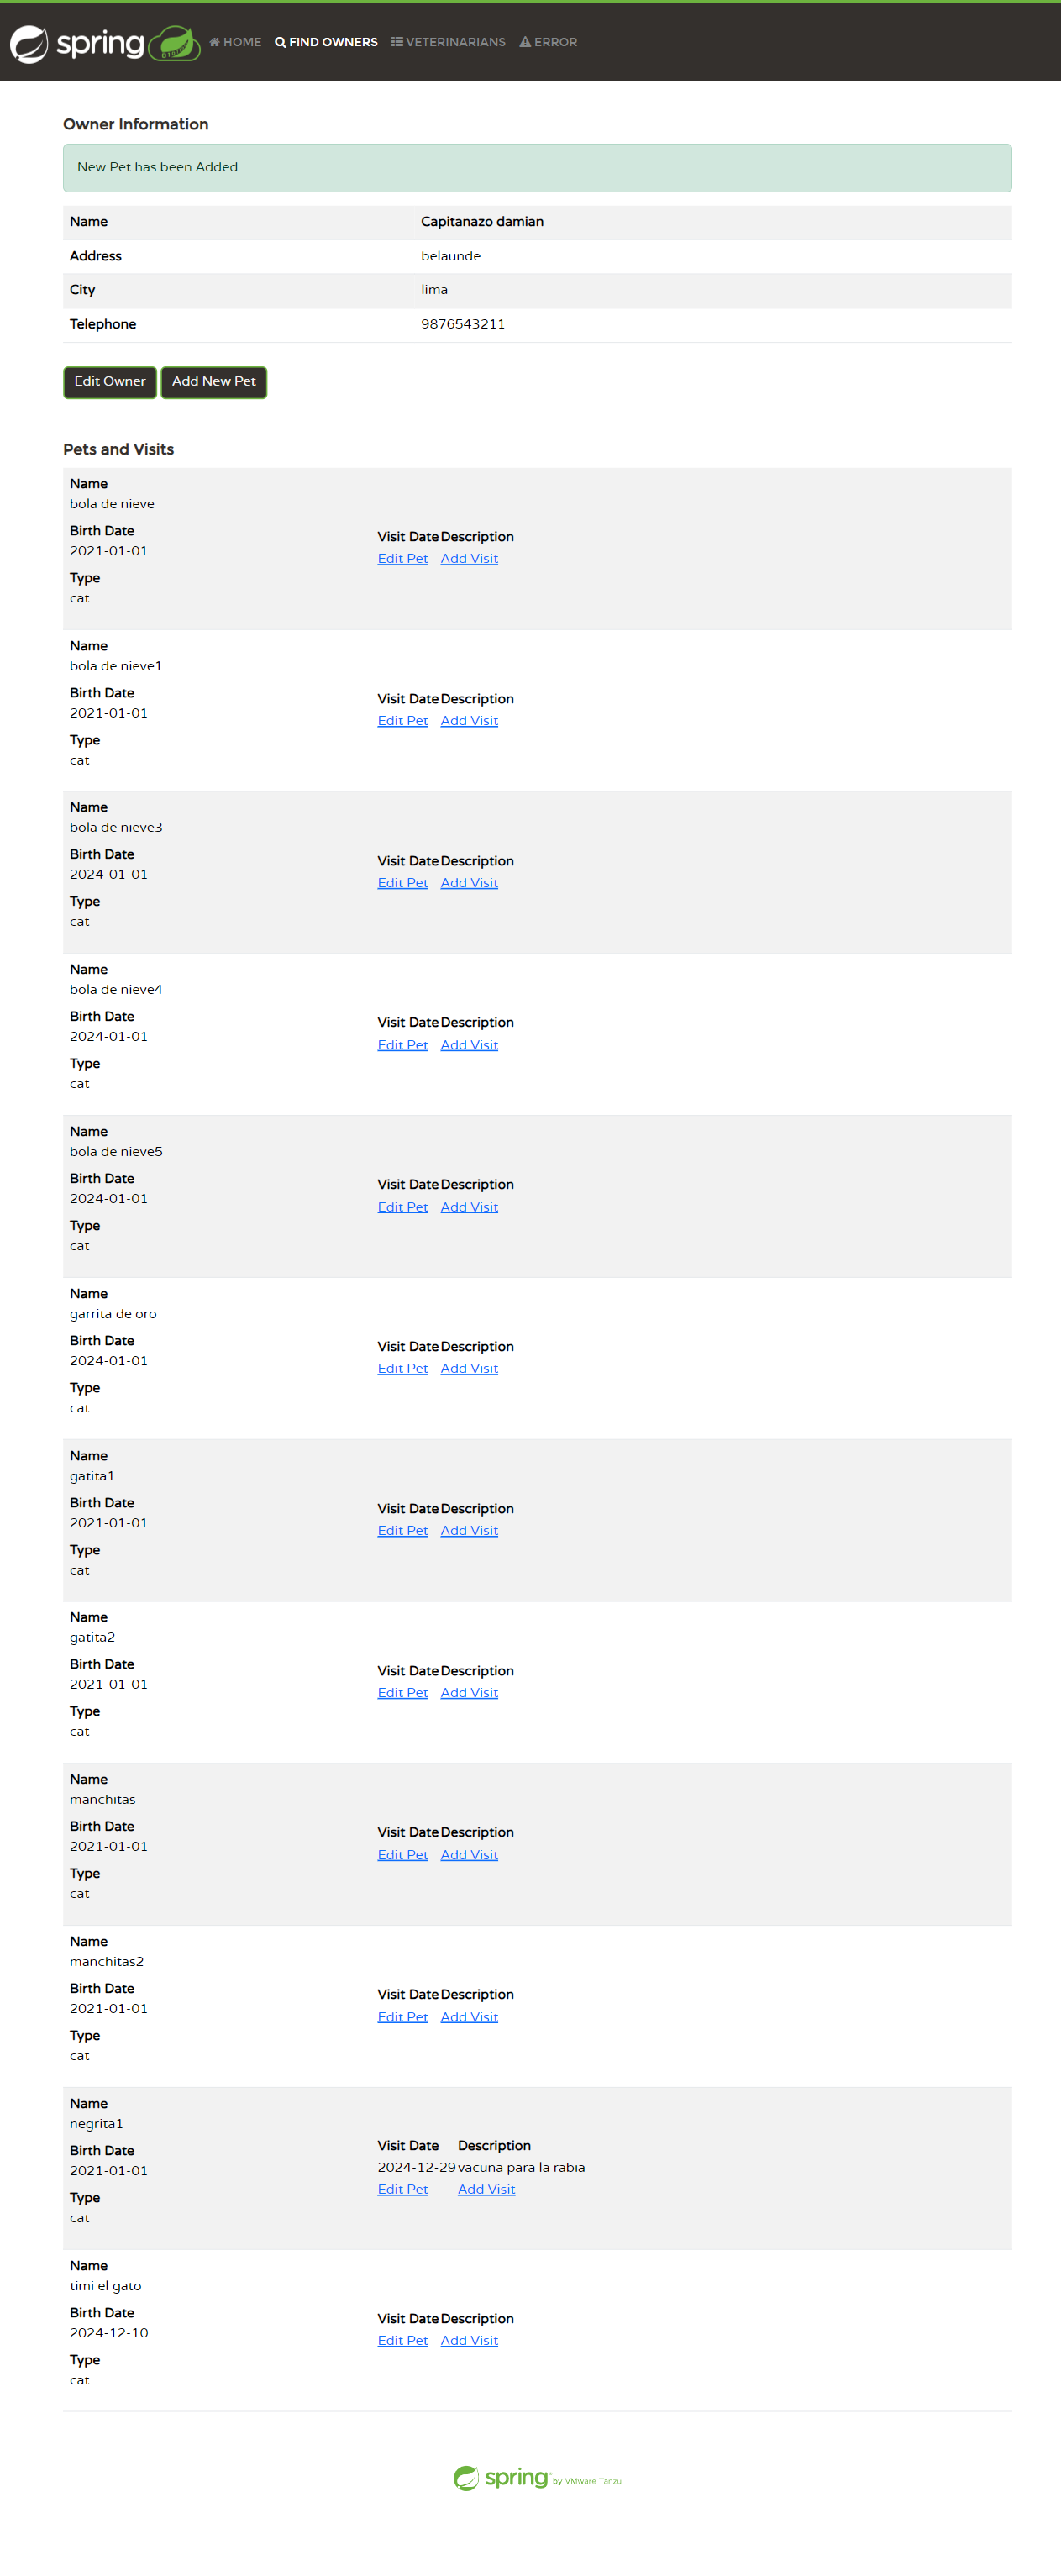 spring
HOME FIND OWNERS VETERINARIANS ERROR
Owner Information
New Pet has been Added
Name Capitanazo damian
Address belaunde
City lima
Telephone 9876543211
Edit Owner Add New Pet
Pets and Visits
Name
bola de nieve
Birth Date
2021-01-01
Type
cat
Visit Date Description
Edit Pet Add Visit
Name
bola de nieve1
Birth Date
2021-01-01
Type
cat
Visit Date Description
Edit Pet Add Visit
Name
bola de nieve3
Birth Date
2024-01-01
Type
cat
Visit Date Description
Edit Pet Add Visit
Name
bola de nieve4
Birth Date
2024-01-01
Type
cat
Visit Date Description
Edit Pet Add Visit
Name
bola de nieve5
Birth Date
2024-01-01
Type
cat
Visit Date Description
Edit Pet Add Visit
Name
garrita de oro
Birth Date
2024-01-01
Type
cat
Visit Date Description
Edit Pet Add Visit
Name
gatita1
Birth Date
2021-01-01
Type
cat
Visit Date Description
Edit Pet Add Visit
Name
gatita2
Birth Date
2021-01-01
Type
cat
Visit Date Description
Edit Pet Add Visit
Name
manchitas
Birth Date
2021-01-01
Type
cat
Visit Date Description
Edit Pet Add Visit
Name
manchitas2
Birth Date
2021-01-01
Type
cat
Visit Date Description
Edit Pet Add Visit
Name
negrita1
Birth Date
2021-01-01
Type
cat
Visit Date Description
2024-12-29 vacuna para la rabia
Edit Pet Add Visit
Name
timi el gato
Birth Date
2024-12-10
Type
cat
Visit Date Description
Edit Pet Add Visit
spring by VMware Tanzu